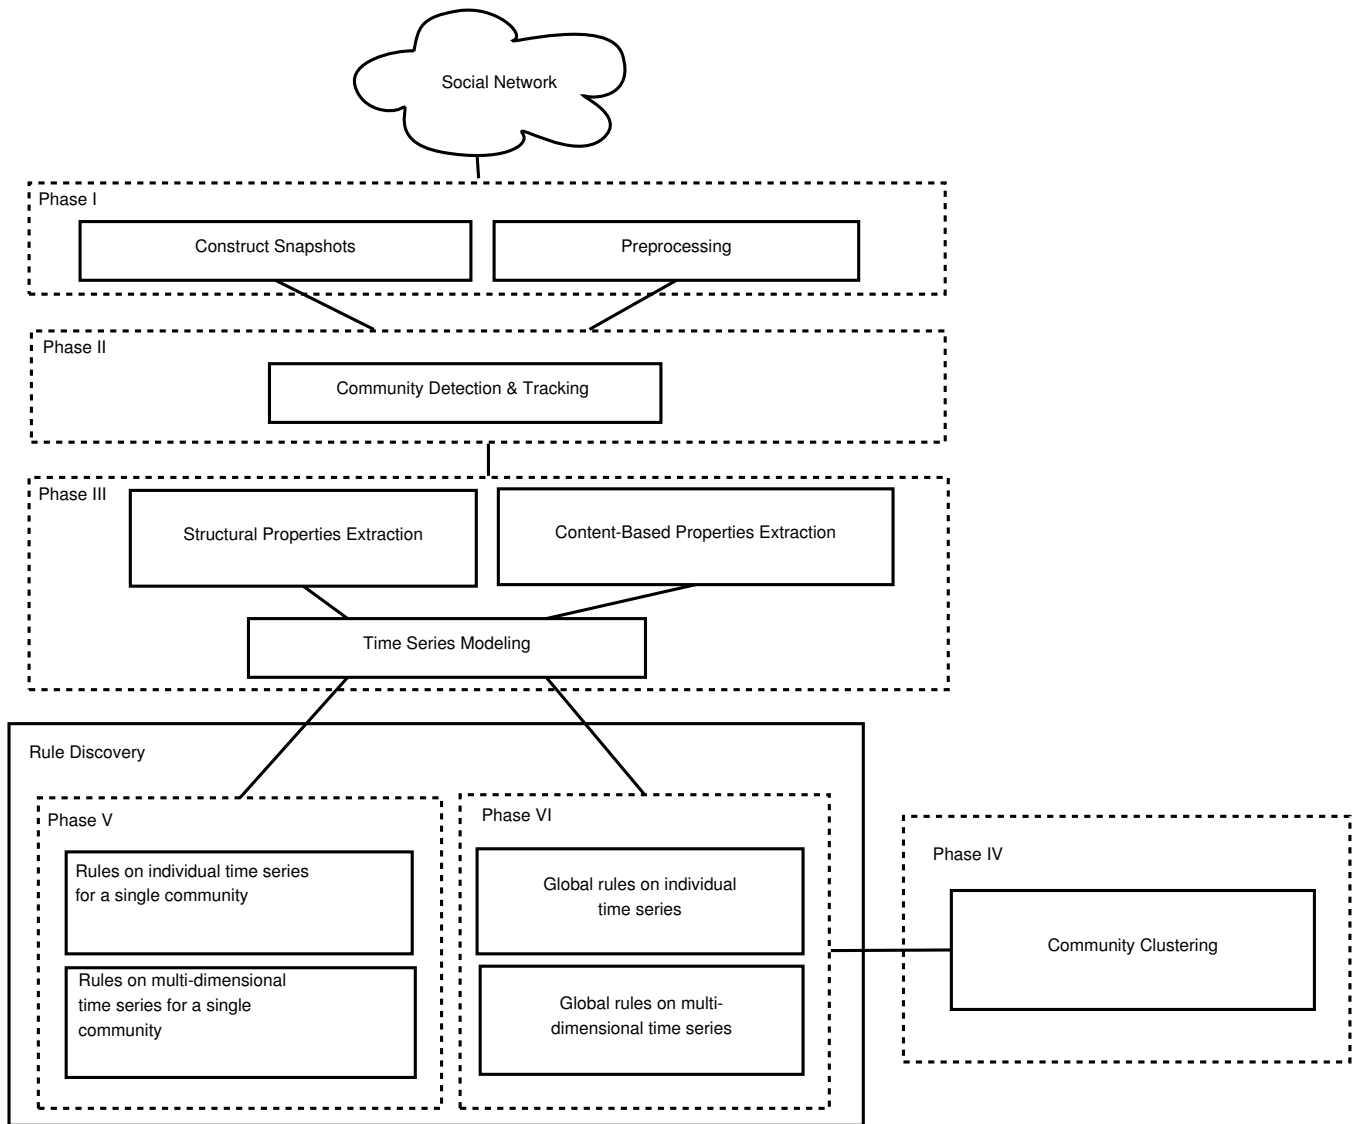 Social Network
Phase I
Construct Snapshots
Preprocessing
Phase II
Community Detection & Tracking
Phase III
Structural Properties Extraction
Content-Based Properties Extraction
Time Series Modeling
Rule Discovery
Phase V
Rules on individual time series
for a single community
Rules on multi-dimensional
time series for a single
community
Phase VI
Global rules on individual
time series
Global rules on multi-
dimensional time series
Phase IV
Community Clustering